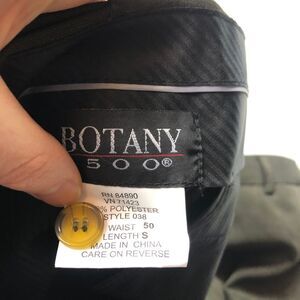 BOTANY
500®
RN 84890
VN 71423
% POLYESTER
STYLE 038
WAIST 50
LENGTH S
MADE IN CHINA
CARE ON REVERSE